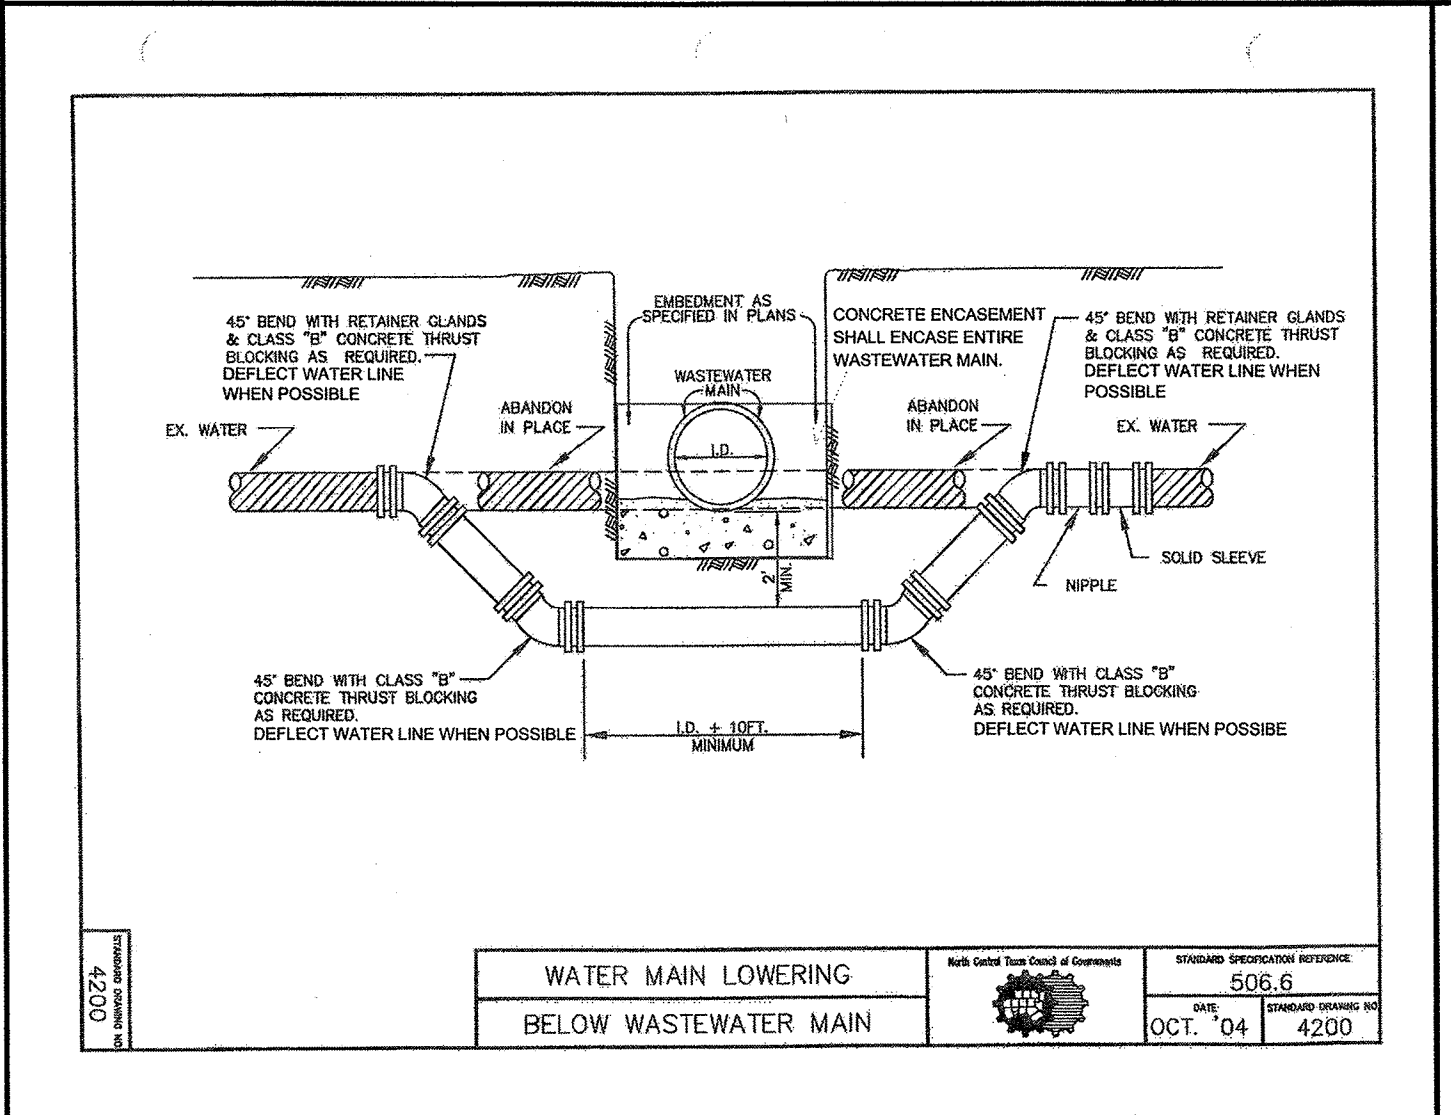 EMBEDMENT AS
SPECIFIED IN PLANS
45° BEND WITH RETAINER GLANDS
& CLASS "B" CONCRETE THRUST
BLOCKING AS REQUIRED.
DEFLECT WATER LINE
WHEN POSSIBLE
CONCRETE ENCASEMENT
SHALL ENCASE ENTIRE
WASTEWATER MAIN.
45° BEND WITH RETAINER GLANDS
& CLASS "B" CONCRETE THRUST
BLOCKING AS REQUIRED.
DEFLECT WATER LINE WHEN
POSSIBLE
WASTEWATER
MAIN
EX. WATER
ABANDON
IN PLACE
ABANDON
IN PLACE
EX. WATER
I.D.
SOLID SLEEVE
NIPPLE
2'
MIN.
45° BEND WITH CLASS "B"
CONCRETE THRUST BLOCKING
AS REQUIRED.
DEFLECT WATER LINE WHEN POSSIBLE
I.D. + 10FT.
MINIMUM
45° BEND WITH CLASS "B"
CONCRETE THRUST BLOCKING
AS REQUIRED.
DEFLECT WATER LINE WHEN POSSIBE
STANDARD DRAWING NO
4200
WATER MAIN LOWERING
BELOW WASTEWATER MAIN
North Central Texas Council of Governments
STANDARD SPECIFICATION REFERENCE
506.6
DATE
OCT. '04
STANDARD DRAWING NO
4200